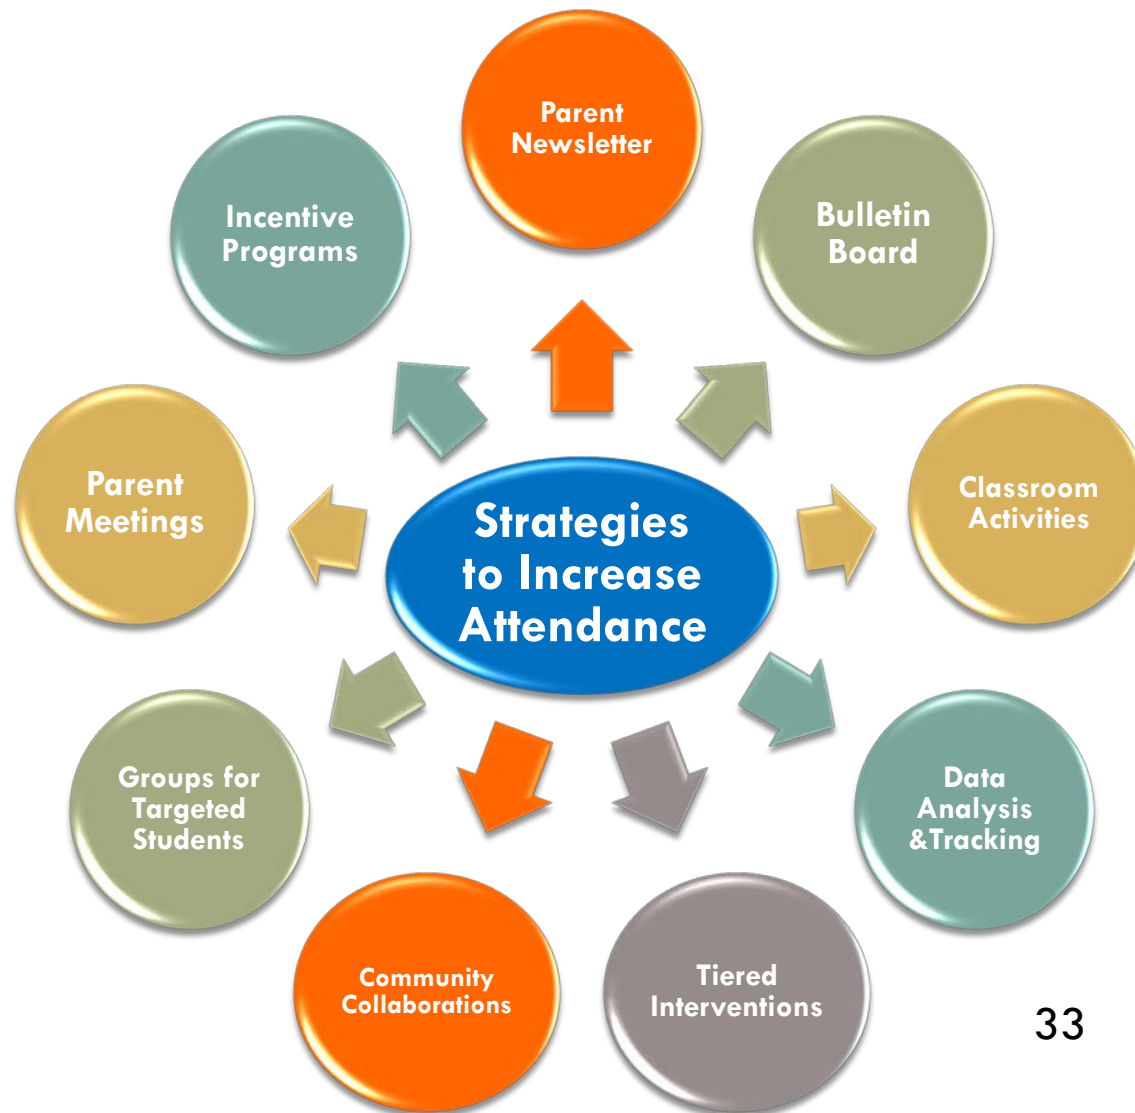 Parent
Newsletter
Bulletin
Board
Classroom
Activities
Data
Analysis
&Tracking
Tiered
Interventions
Community
Collaborations
Groups for
Targeted
Students
Parent
Meetings
Incentive
Programs
Strategies
to Increase
Attendance
33